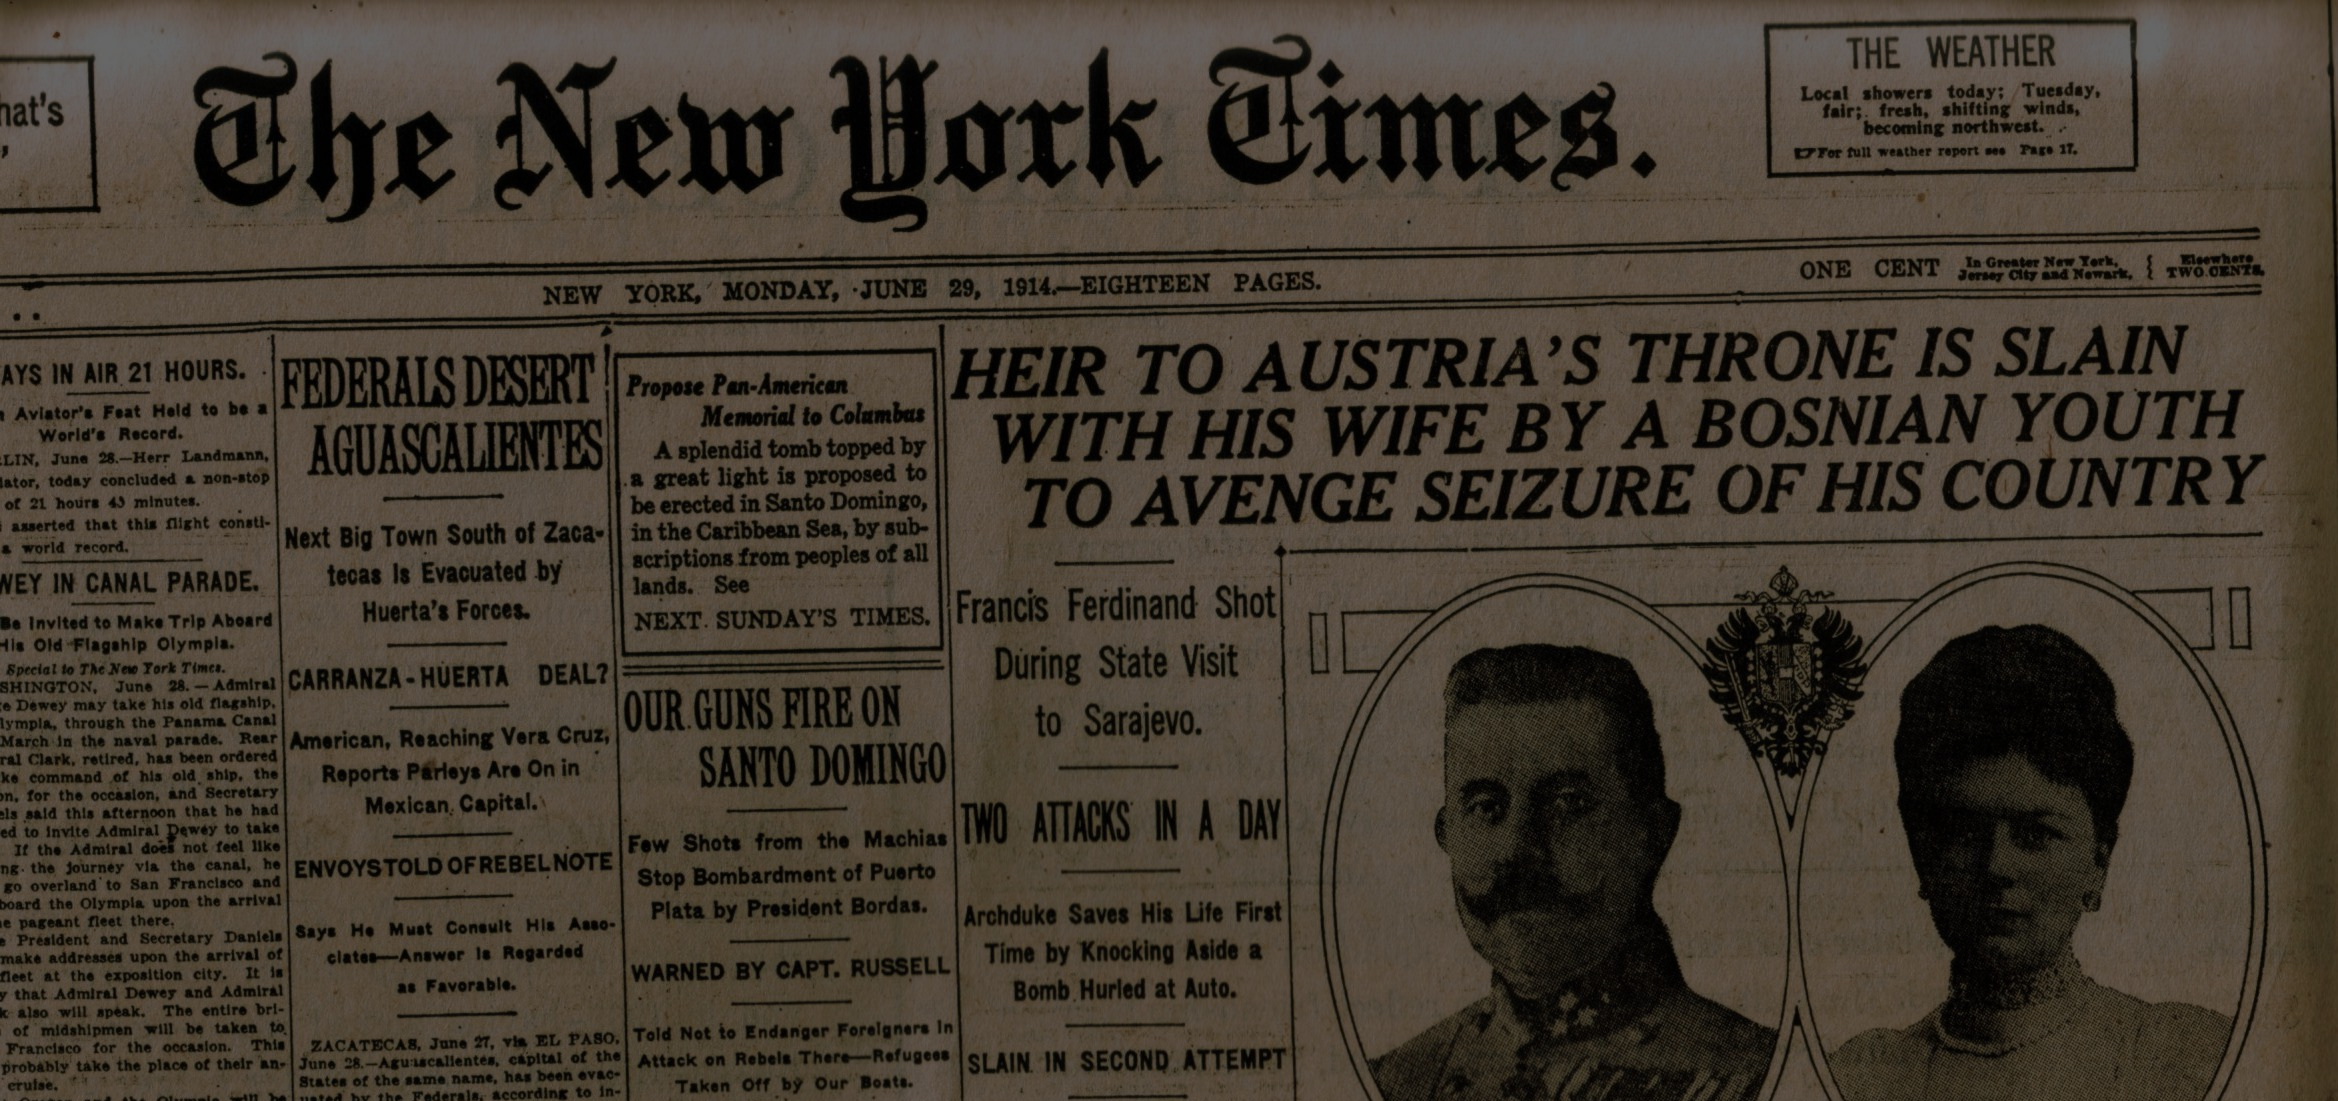 hat's
The New York Times.
THE WEATHER
Local showers today; Tuesday,
fair; fresh, shifting winds,
becoming northwest.
☞For full weather report see Page 17.
NEW YORK, MONDAY, JUNE 29, 1914.—EIGHTEEN PAGES.
ONE CENT
In Greater New York,
Jersey City and Newark,
Elsewhere
TWO CENTS.
AYS IN AIR 21 HOURS.
Aviator's Feat Held to be a
World's Record.
LIN, June 28.—Herr Landmann,
iator, today concluded a non-stop
of 21 hours 45 minutes.
asserted that this flight consti-
a world record.
WEY IN CANAL PARADE.
Be Invited to Make Trip Aboard
His Old Flagship Olympia.
Special to The New York Times.
SHINGTON, June 28.—Admiral
e Dewey may take his old flagship,
lympia, through the Panama Canal
March in the naval parade. Rear
ral Clark, retired, has been ordered
ke command of his old ship, the
on, for the occasion, and Secretary
els said this afternoon that he had
ed to invite Admiral Dewey to take
If the Admiral does not feel like
ng the journey via the canal, he
go overland to San Francisco and
board the Olympia upon the arrival
e pageant fleet there.
e President and Secretary Daniels
make addresses upon the arrival of
fleet at the exposition city. It is
y that Admiral Dewey and Admiral
k also will speak. The entire bri-
of midshipmen will be taken to
Francisco for the occasion. This
probably take the place of their an-
cruise.
FEDERALS DESERT
AGUASCALIENTES
Next Big Town South of Zaca-
tecas Is Evacuated by
Huerta's Forces.
CARRANZA-HUERTA DEAL?
American, Reaching Vera Cruz,
Reports Parleys Are On in
Mexican Capital.
ENVOYS TOLD OF REBEL NOTE
Says He Must Consult His Asso-
ciates—Answer Is Regarded
as Favorable.
ZACATECAS, June 27, via EL PASO,
June 28.—Aguascalientes, capital of the
States of the same name, has been evac-
uated by the Federals, according to in-
Propose Pan-American
Memorial to Columbus
A splendid tomb topped by
a great light is proposed to
be erected in Santo Domingo,
in the Caribbean Sea, by sub-
scriptions from peoples of all
lands. See
NEXT SUNDAY'S TIMES.
OUR GUNS FIRE ON
SANTO DOMINGO
Few Shots from the Machias
Stop Bombardment of Puerto
Plata by President Bordas.
WARNED BY CAPT. RUSSELL
Told Not to Endanger Foreigners in
Attack on Rebels There—Refugees
Taken Off by Our Boats.
HEIR TO AUSTRIA'S THRONE IS SLAIN
WITH HIS WIFE BY A BOSNIAN YOUTH
TO AVENGE SEIZURE OF HIS COUNTRY
Francis Ferdinand Shot
During State Visit
to Sarajevo.
TWO ATTACKS IN A DAY
Archduke Saves His Life First
Time by Knocking Aside a
Bomb Hurled at Auto.
SLAIN IN SECOND ATTEMPT